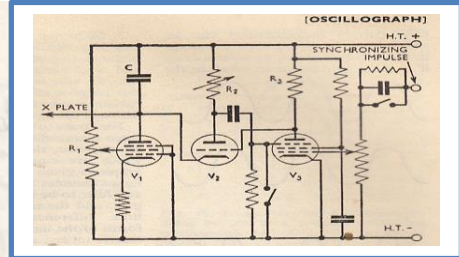 [OSCILLOGRAPH]
H.T. +
SYNCHRONIZING
IMPULSE
C
R2
R3
X PLATE
R1
V1
V2
V3
H.T. -